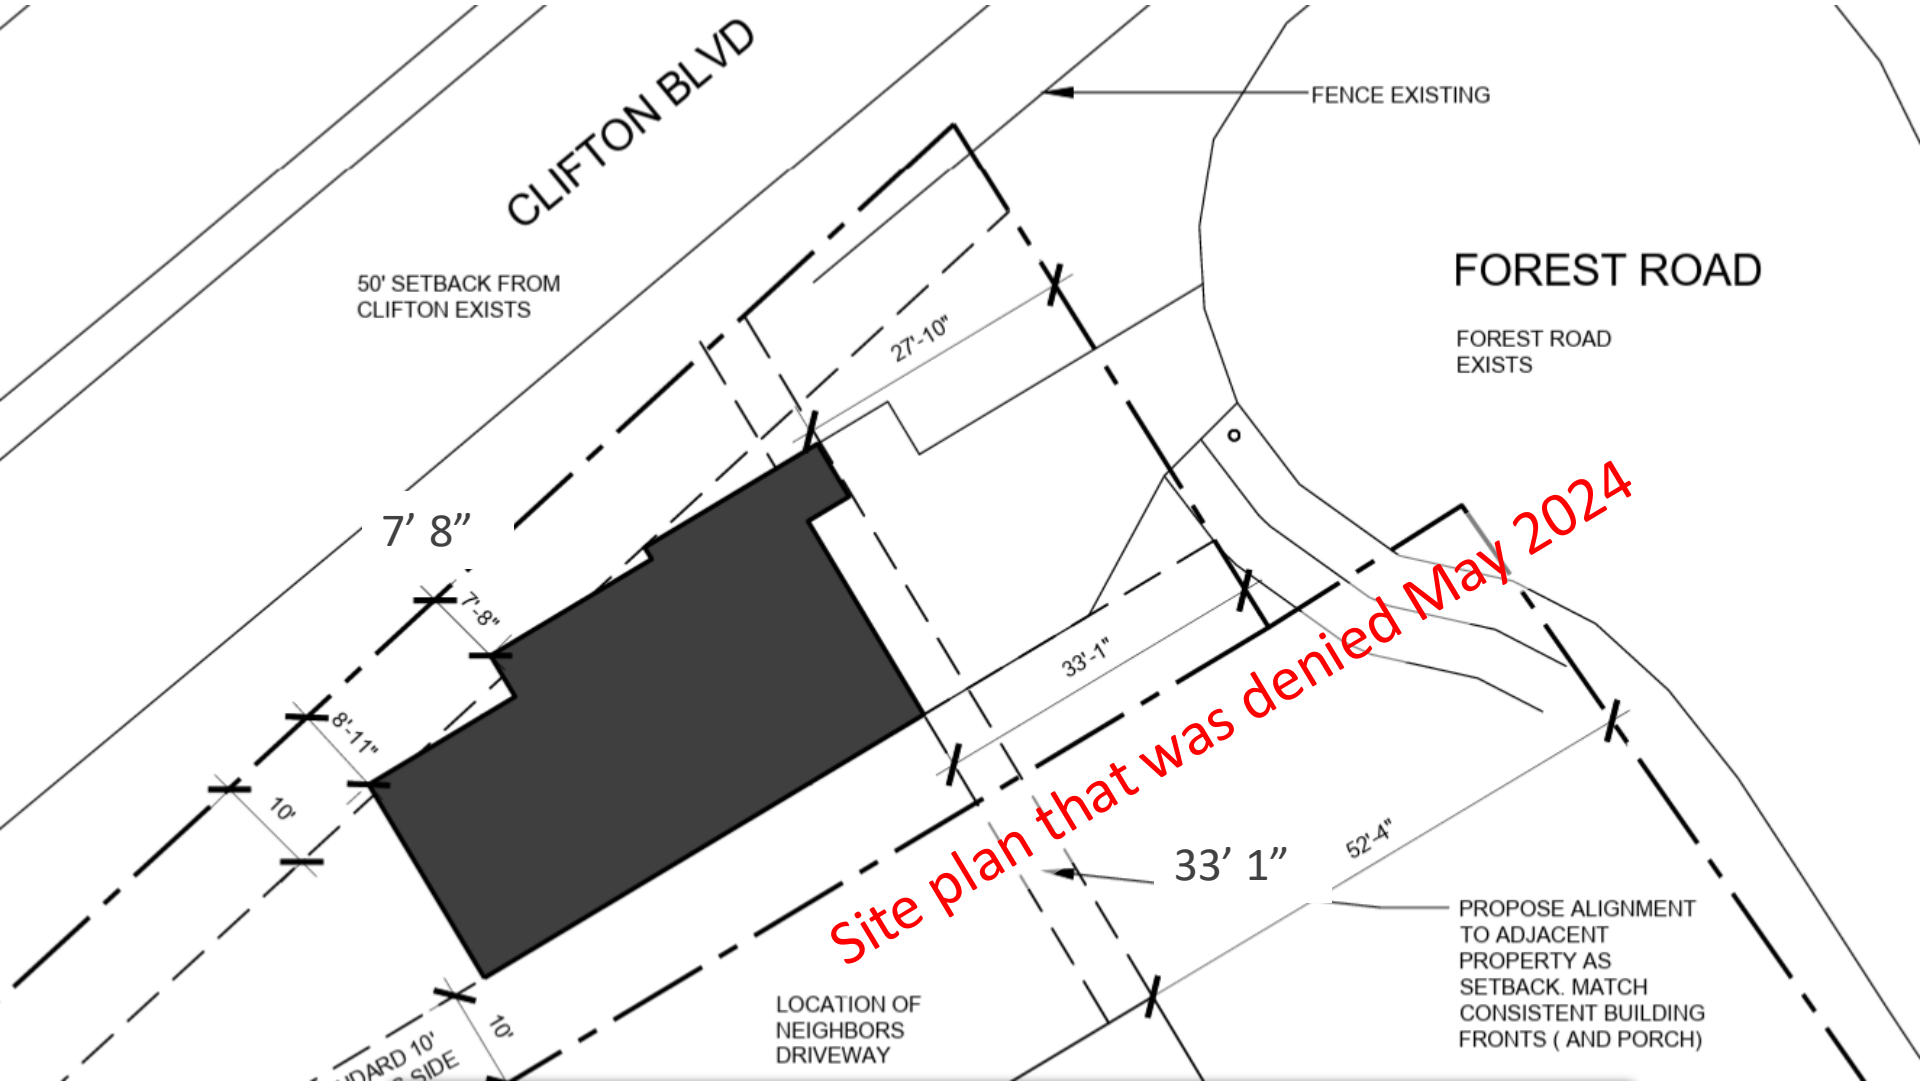 CLIFTON BLVD
FENCE EXISTING
50' SETBACK FROM
CLIFTON EXISTS
FOREST ROAD
FOREST ROAD
EXISTS
27'-10"
7’ 8”
7'-8"
8'-11"
10'
33'-1"
Site plan that was denied May 2024
52'-4"
33’ 1”
PROPOSE ALIGNMENT
TO ADJACENT
PROPERTY AS
SETBACK. MATCH
CONSISTENT BUILDING
FRONTS ( AND PORCH)
LOCATION OF
NEIGHBORS
DRIVEWAY
10'
10'
SIDE